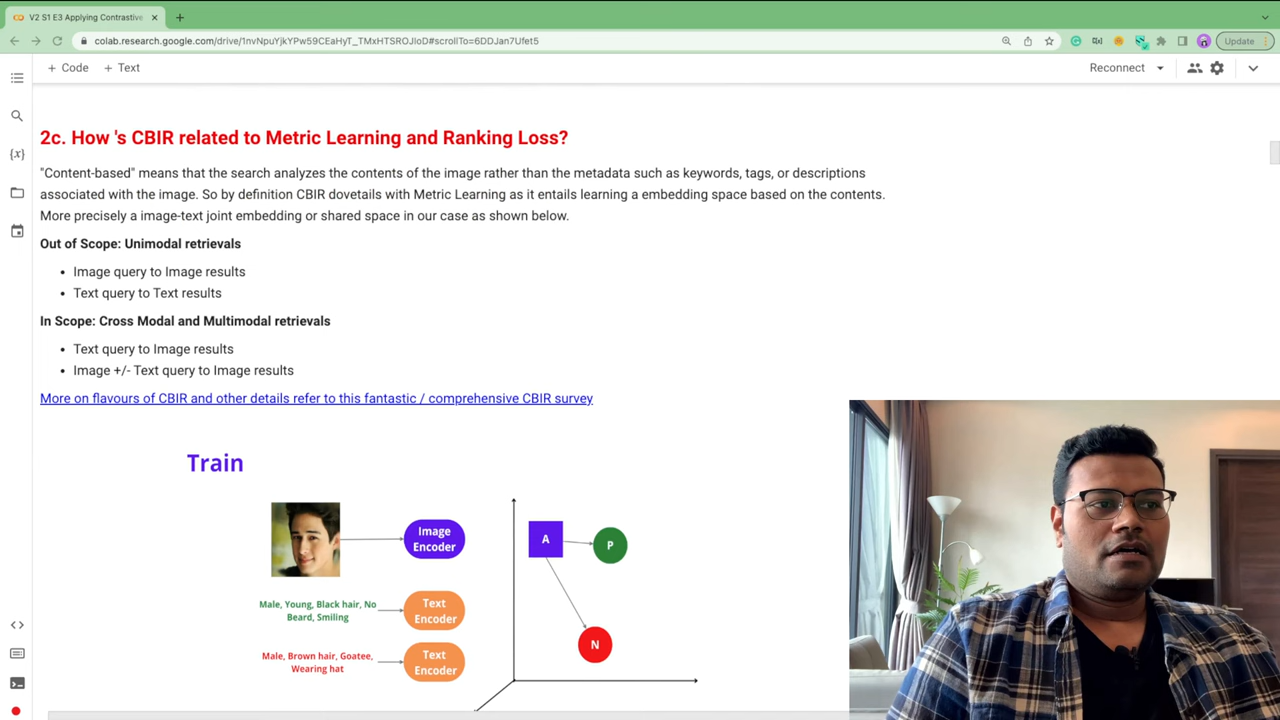 V2 S1 E3 Applying Contrastive
colab.research.google.com/drive/1nvNpuYjkYPw59CEaHyT_TMxHTSROJIoD#scrollTo=6DDJan7Ufet5
Update
+ Code + Text
Reconnect
2c. How 's CBIR related to Metric Learning and Ranking Loss?
"Content-based" means that the search analyzes the contents of the image rather than the metadata such as keywords, tags, or descriptions
associated with the image. So by definition CBIR dovetails with Metric Learning as it entails learning a embedding space based on the contents.
More precisely a image-text joint embedding or shared space in our case as shown below.
Out of Scope: Unimodal retrievals
• Image query to Image results
• Text query to Text results
In Scope: Cross Modal and Multimodal retrievals
• Text query to Image results
• Image +/- Text query to Image results
More on flavours of CBIR and other details refer to this fantastic / comprehensive CBIR survey
Train
Image
Encoder
A
P
Male, Young, Black hair, No
Beard, Smiling
Text
Encoder
N
Male, Brown hair, Goatee,
Wearing hat
Text
Encoder